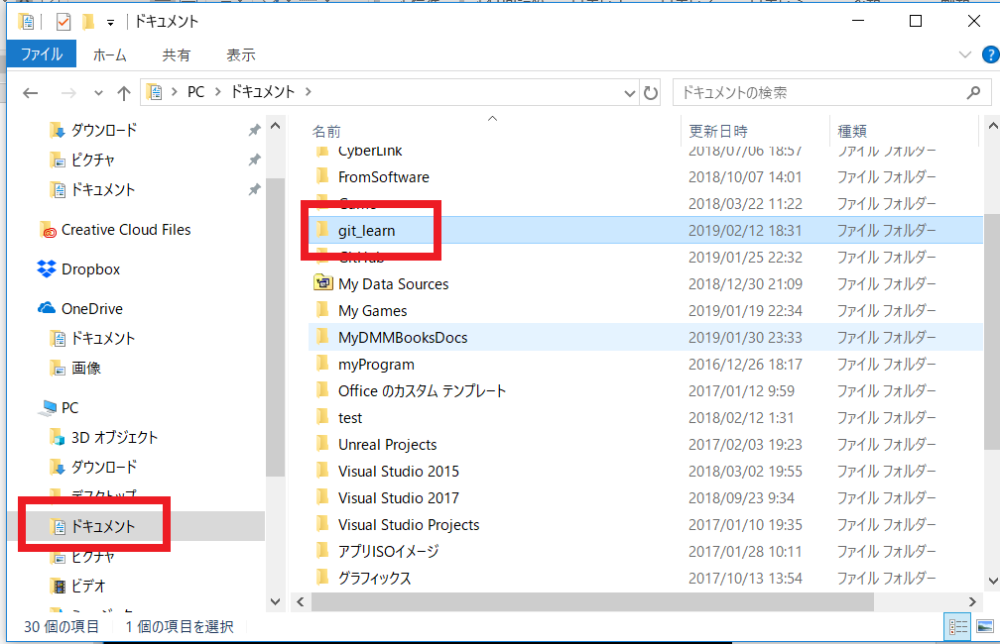 ドキュメント
ファイル ホーム 共有 表示
PC ドキュメント ドキュメントの検索
ダウンロード
ピクチャ
ドキュメント
Creative Cloud Files
Dropbox
OneDrive
ドキュメント
画像
PC
3D オブジェクト
ダウンロード
デスクトップ
ドキュメント
ピクチャ
ビデオ
名前 更新日時 種類
CyberLink 2018/07/06 18:57 ファイル フォルダー
FromSoftware 2018/10/07 14:01 ファイル フォルダー
Game 2018/03/22 11:22 ファイル フォルダー
git_learn 2019/02/12 18:31 ファイル フォルダー
GitHub 2019/01/25 22:32 ファイル フォルダー
My Data Sources 2018/12/30 21:09 ファイル フォルダー
My Games 2019/01/19 22:34 ファイル フォルダー
MyDMMBooksDocs 2019/01/30 23:33 ファイル フォルダー
myProgram 2016/12/26 18:17 ファイル フォルダー
Office のカスタム テンプレート 2017/01/12 9:59 ファイル フォルダー
test 2018/02/12 1:31 ファイル フォルダー
Unreal Projects 2017/02/03 19:23 ファイル フォルダー
Visual Studio 2015 2018/03/02 19:55 ファイル フォルダー
Visual Studio 2017 2018/09/23 9:34 ファイル フォルダー
Visual Studio Projects 2017/01/10 19:35 ファイル フォルダー
アプリISOイメージ 2017/01/28 10:11 ファイル フォルダー
グラフィックス 2017/10/13 13:54 ファイル フォルダー
30 個の項目 1 個の項目を選択